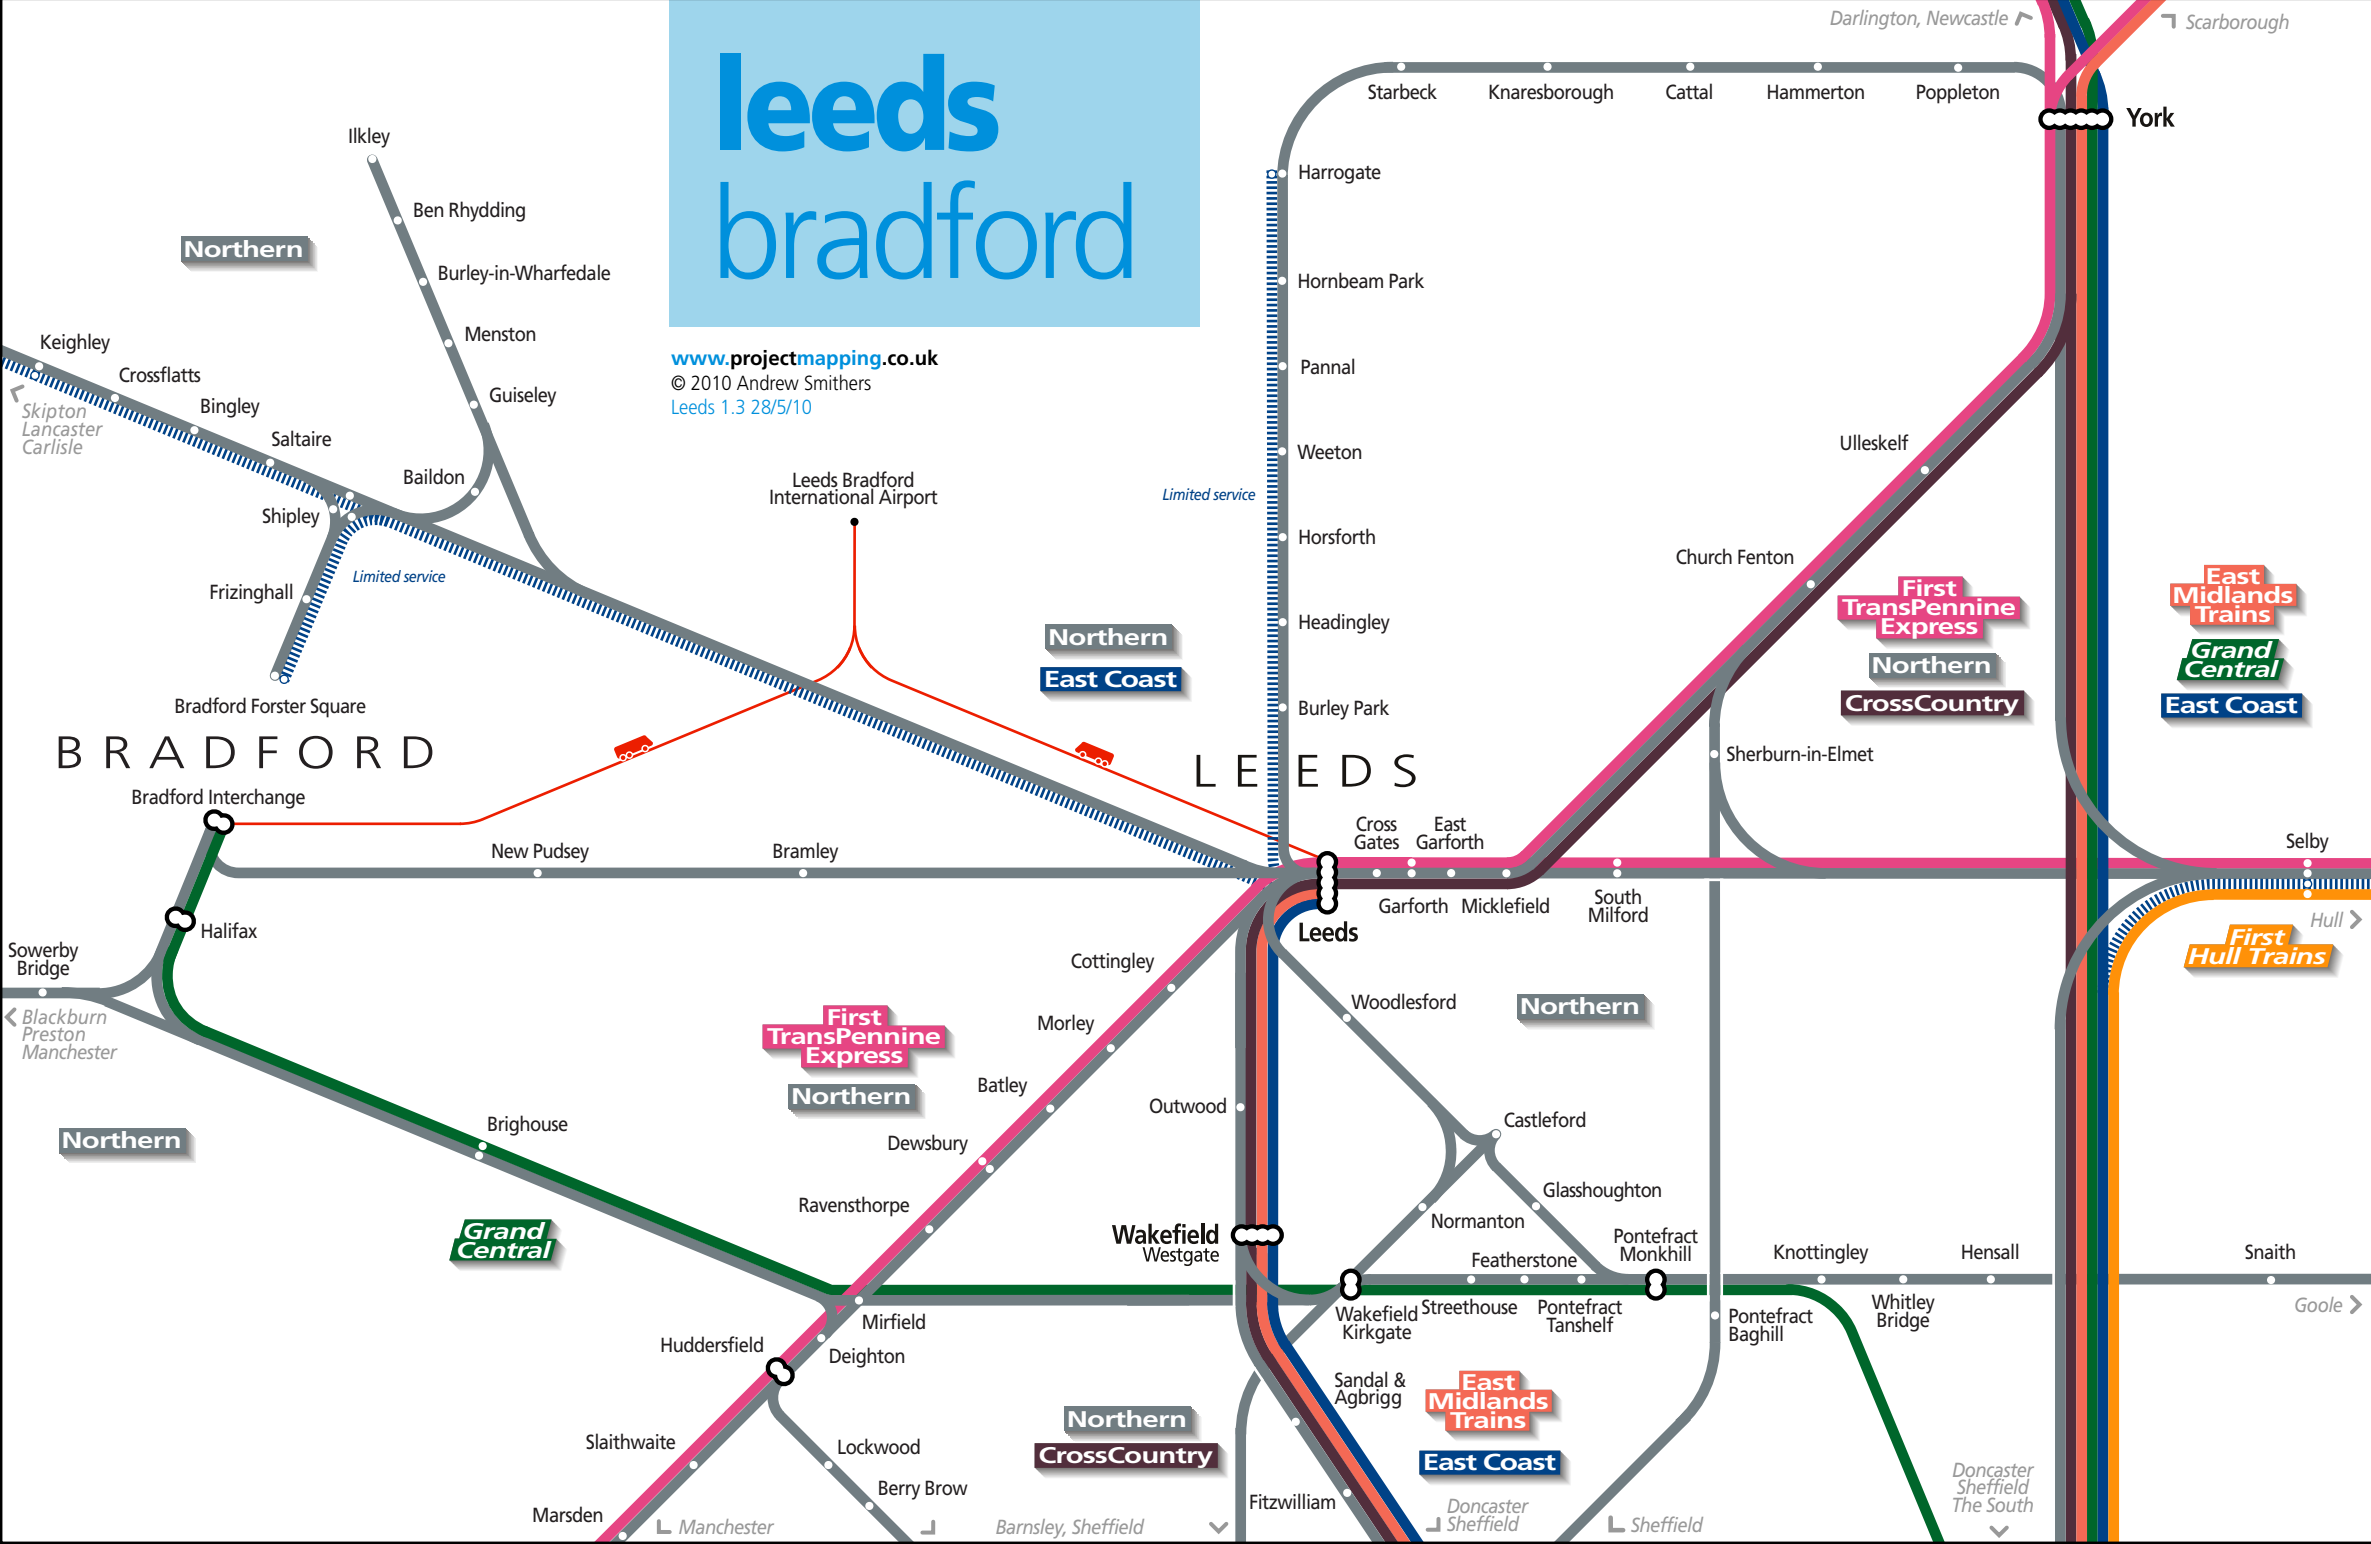 Darlington, Newcastle
Scarborough
leeds
bradford
www.projectmapping.co.uk
© 2010 Andrew Smithers
Leeds 1.3 28/5/10
Starbeck
Knaresborough
Cattal
Hammerton
Poppleton
York
Ilkley
Ben Rhydding
Burley-in-Wharfedale
Menston
Guiseley
Baildon
Northern
Keighley
Crossflatts
Bingley
Saltaire
Skipton
Lancaster
Carlisle
Shipley
Frizinghall
Limited service
Bradford Forster Square
BRADFORD
Bradford Interchange
Leeds Bradford
International Airport
Harrogate
Hornbeam Park
Pannal
Weeton
Limited service
Horsforth
Headingley
Burley Park
Northern
East Coast
LEEDS
Ulleskelf
Church Fenton
First
TransPennine
Express
Northern
CrossCountry
East
Midlands
Trains
Grand
Central
East Coast
Sherburn-in-Elmet
New Pudsey
Bramley
Cross
Gates
East
Garforth
Garforth
Micklefield
South
Milford
Selby
Leeds
Hull
First
Hull Trains
Halifax
Sowerby
Bridge
Blackburn
Preston
Manchester
Northern
Brighouse
Grand
Central
Cottingley
Morley
Batley
Dewsbury
Ravensthorpe
First
TransPennine
Express
Northern
Woodlesford
Northern
Outwood
Castleford
Glasshoughton
Normanton
Wakefield
Westgate
Featherstone
Pontefract
Monkhill
Knottingley
Hensall
Snaith
Wakefield
Kirkgate
Streethouse
Pontefract
Tanshelf
Pontefract
Baghill
Whitley
Bridge
Goole
Mirfield
Deighton
Huddersfield
Slaithwaite
Marsden
Lockwood
Berry Brow
Manchester
Northern
CrossCountry
Barnsley, Sheffield
Sandal &
Agbrigg
Fitzwilliam
East
Midlands
Trains
East Coast
Doncaster
Sheffield
Sheffield
Doncaster
Sheffield
The South